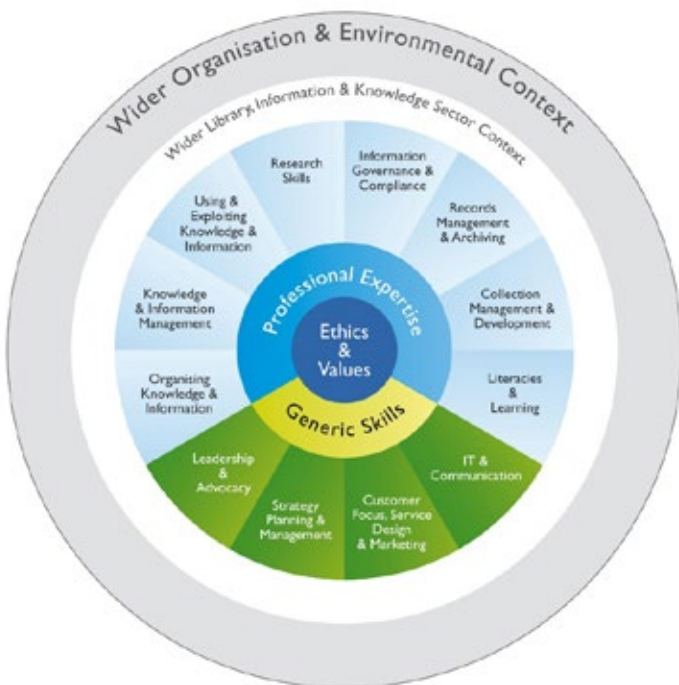 Wider Organisation & Environmental Context
Wider Library, Information & Knowledge Sector Context
Research
Skills
Information
Governance &
Compliance
Using &
Exploiting
Knowledge &
Information
Records
Management
& Archiving
Knowledge
& Information
Management
Collection
Management &
Development
Organising
Knowledge &
Information
Literacies
&
Learning
Professional Expertise
Ethics
&
Values
Generic Skills
Leadership
&
Advocacy
Strategy
Planning &
Management
Customer
Focus, Service
Design
& Marketing
IT &
Communication